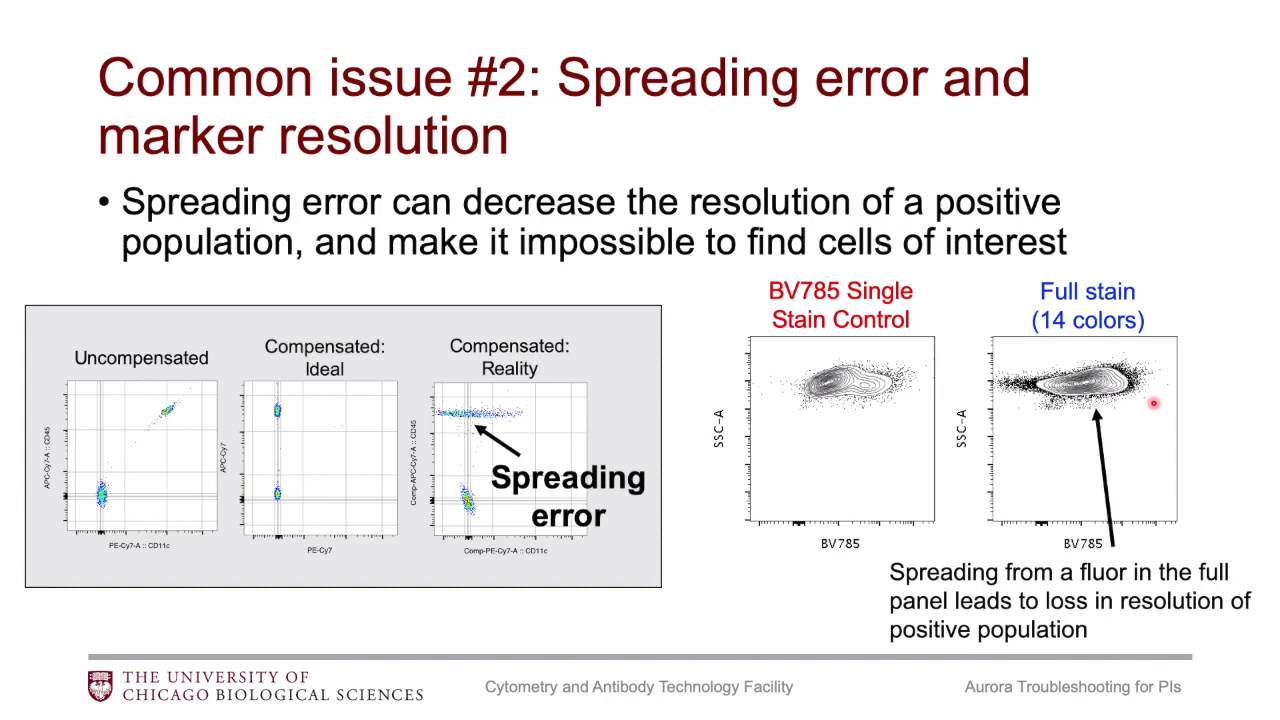 Common issue #2: Spreading error and
marker resolution
• Spreading error can decrease the resolution of a positive
population, and make it impossible to find cells of interest
Uncompensated
Compensated:
Ideal
Compensated:
Reality
APC-Cy7-A :: CD45
PE-Cy7-A :: CD11c
APC-Cy7
PE-Cy7
Comp-APC-Cy7-A :: CD45
Comp-PE-Cy7-A :: CD11c
Spreading
error
BV785 Single
Stain Control
SSC-A
BV785
Full stain
(14 colors)
SSC-A
BV785
Spreading from a fluor in the full
panel leads to loss in resolution of
positive population
THE UNIVERSITY OF
CHICAGO BIOLOGICAL SCIENCES
Cytometry and Antibody Technology Facility
Aurora Troubleshooting for PIs